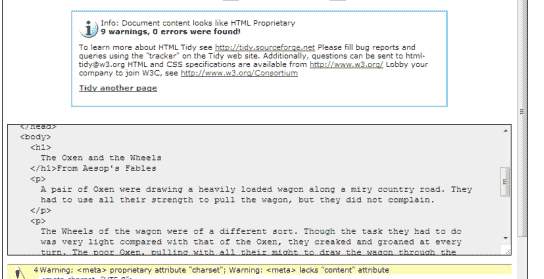 Info: Document content looks like HTML Proprietary
9 warnings, 0 errors were found!
To learn more about HTML Tidy see http://tidy.sourceforge.net Please fill bug reports and
queries using the "tracker" on the Tidy web site. Additionally, questions can be sent to html-
tidy@w3.org HTML and CSS specifications are available from http://www.w3.org/ Lobby your
company to join W3C, see http://www.w3.org/Consortium
Tidy another page
</head>
<body>
<h1>
The Oxen and the Wheels
</h1>From Aesop's Fables
<p>
A pair of Oxen were drawing a heavily loaded wagon along a miry country road. They
had to use all their strength to pull the wagon, but they did not complain.
</p>
<p>
The Wheels of the wagon were of a different sort. Though the task they had to do
was very light compared with that of the Oxen, they creaked and groaned at every
turn. The poor Oxen, pulling with all their might to draw the wagon through the
4 Warning: <meta> proprietary attribute "charset"; Warning: <meta> lacks "content" attribute
<meta charset="UTF-8">